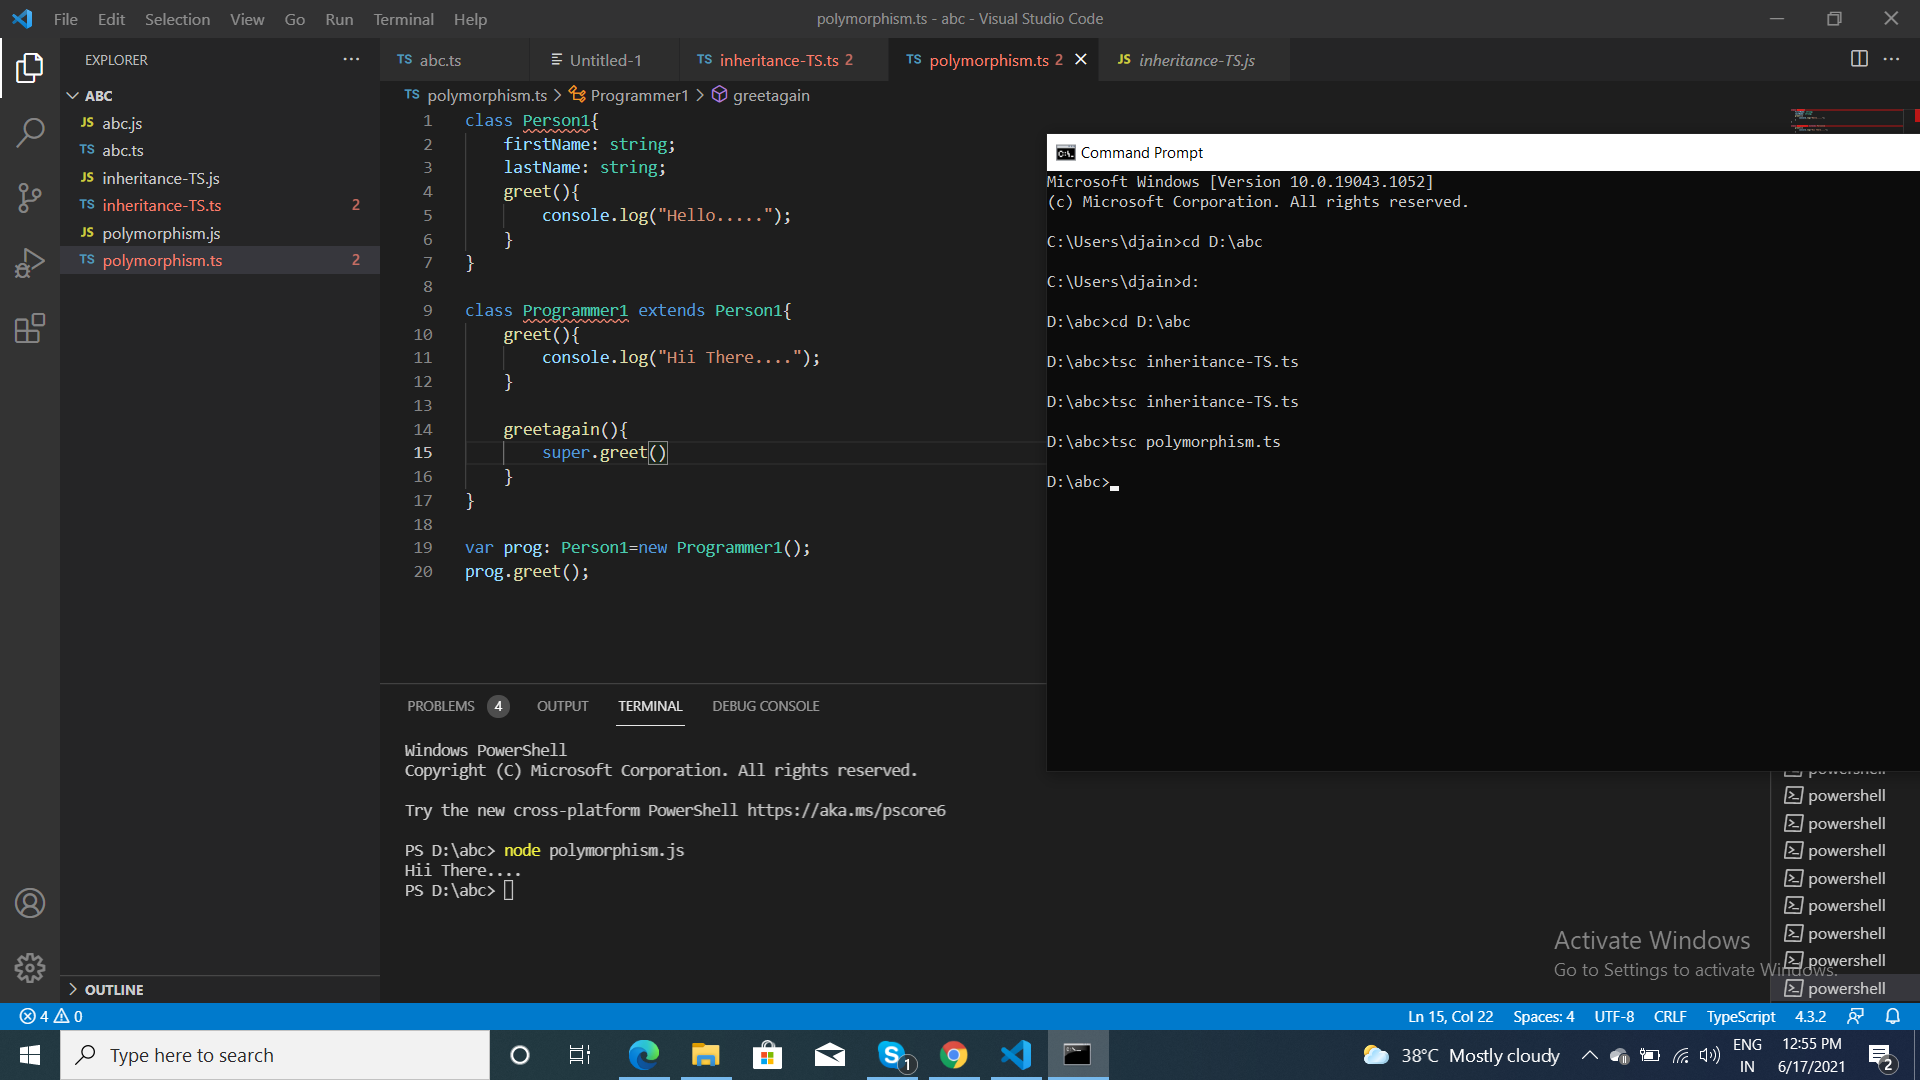 File Edit Selection View Go Run Terminal Help
polymorphism.ts - abc - Visual Studio Code
EXPLORER ···
TS abc.ts
Untitled-1
TS inheritance-TS.ts 2
TS polymorphism.ts 2
JS inheritance-TS.js
ABC
JS abc.js
TS abc.ts
JS inheritance-TS.js
TS inheritance-TS.ts 2
JS polymorphism.js
TS polymorphism.ts 2
OUTLINE
TS polymorphism.ts > Programmer1 > greetagain
1 class Person1{
2 firstName: string;
3 lastName: string;
4 greet(){
5 console.log("Hello.....");
6 }
7 }
8
9 class Programmer1 extends Person1{
10 greet(){
11 console.log("Hii There....");
12 }
13
14 greetagain(){
15 super.greet()
16 }
17 }
18
19 var prog: Person1=new Programmer1();
20 prog.greet();
Command Prompt
Microsoft Windows [Version 10.0.19043.1052]
(c) Microsoft Corporation. All rights reserved.
C:\Users\djain>cd D:\abc
C:\Users\djain>d:
D:\abc>cd D:\abc
D:\abc>tsc inheritance-TS.ts
D:\abc>tsc inheritance-TS.ts
D:\abc>tsc polymorphism.ts
D:\abc>
PROBLEMS 4 OUTPUT TERMINAL DEBUG CONSOLE
Windows PowerShell
Copyright (C) Microsoft Corporation. All rights reserved.
Try the new cross-platform PowerShell https://aka.ms/pscore6
PS D:\abc> node polymorphism.js
Hii There....
PS D:\abc>
powershell
powershell
powershell
powershell
powershell
powershell
powershell
powershell
powershell
Activate Windows
Go to Settings to activate Windows.
4 0
Ln 15, Col 22 Spaces: 4 UTF-8 CRLF TypeScript 4.3.2
Type here to search
S 1
38°C Mostly cloudy
ENG
IN
12:55 PM
6/17/2021
2